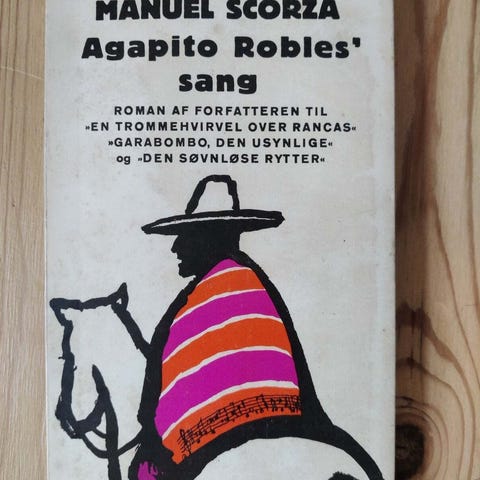 MANUEL SCORZA
Agapito Robles'
sang
ROMAN AF FORFATTEREN TIL
»EN TROMMEHVIRVEL OVER RANCAS«
»GARABOMBO, DEN USYNLIGE«
og »DEN SØVNLØSE RYTTER«